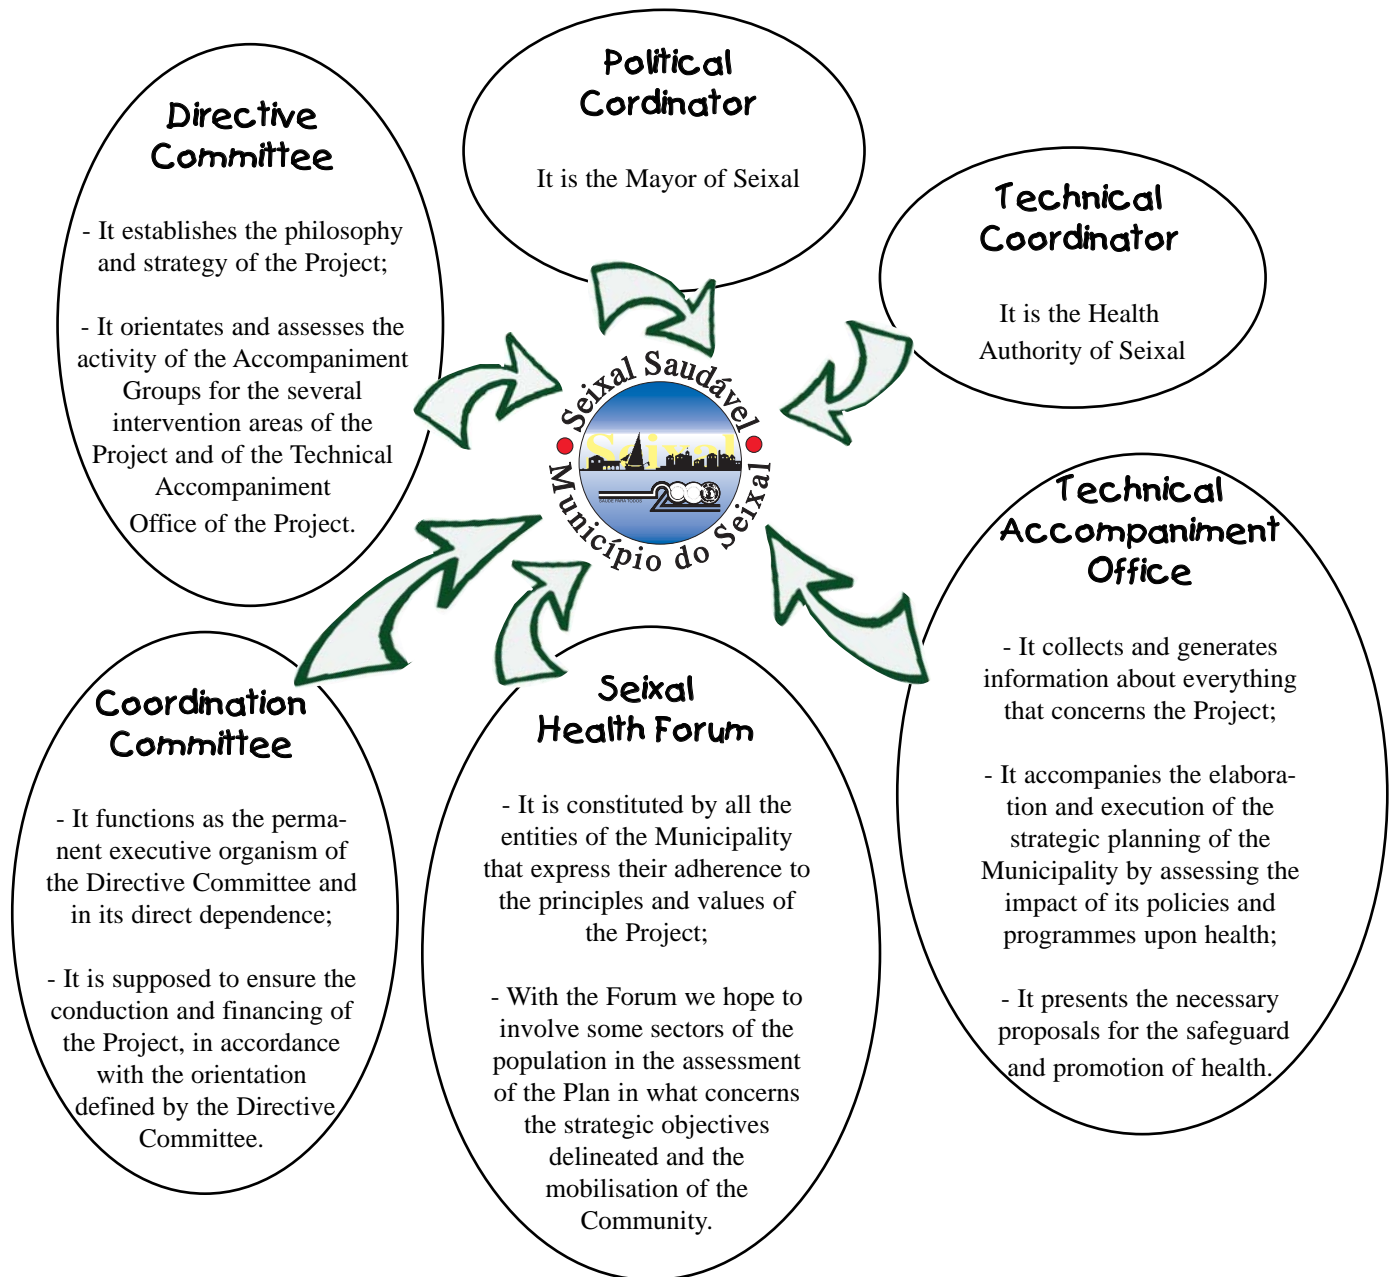 Political
Cordinator
It is the Mayor of Seixal
Directive
Committee
- It establishes the philosophy
and strategy of the Project;
- It orientates and assesses the
activity of the Accompaniment
Groups for the several
intervention areas of the
Project and of the Technical
Accompaniment
Office of the Project.
Technical
Coordinator
It is the Health
Authority of Seixal
Seixal Saudável
Seixal
SAÚDE PARA TODOS
2000
Município do Seixal
Technical
Accompaniment
Office
- It collects and generates
information about everything
that concerns the Project;
- It accompanies the elabora-
tion and execution of the
strategic planning of the
Municipality by assessing the
impact of its policies and
programmes upon health;
- It presents the necessary
proposals for the safeguard
and promotion of health.
Coordination
Committee
- It functions as the perma-
nent executive organism of
the Directive Committee and
in its direct dependence;
- It is supposed to ensure the
conduction and financing of
the Project, in accordance
with the orientation
defined by the Directive
Committee.
Seixal
Health Forum
- It is constituted by all the
entities of the Municipality
that express their adherence to
the principles and values of
the Project;
- With the Forum we hope to
involve some sectors of the
population in the assessment
of the Plan in what concerns
the strategic objectives
delineated and the
mobilisation of the
Community.